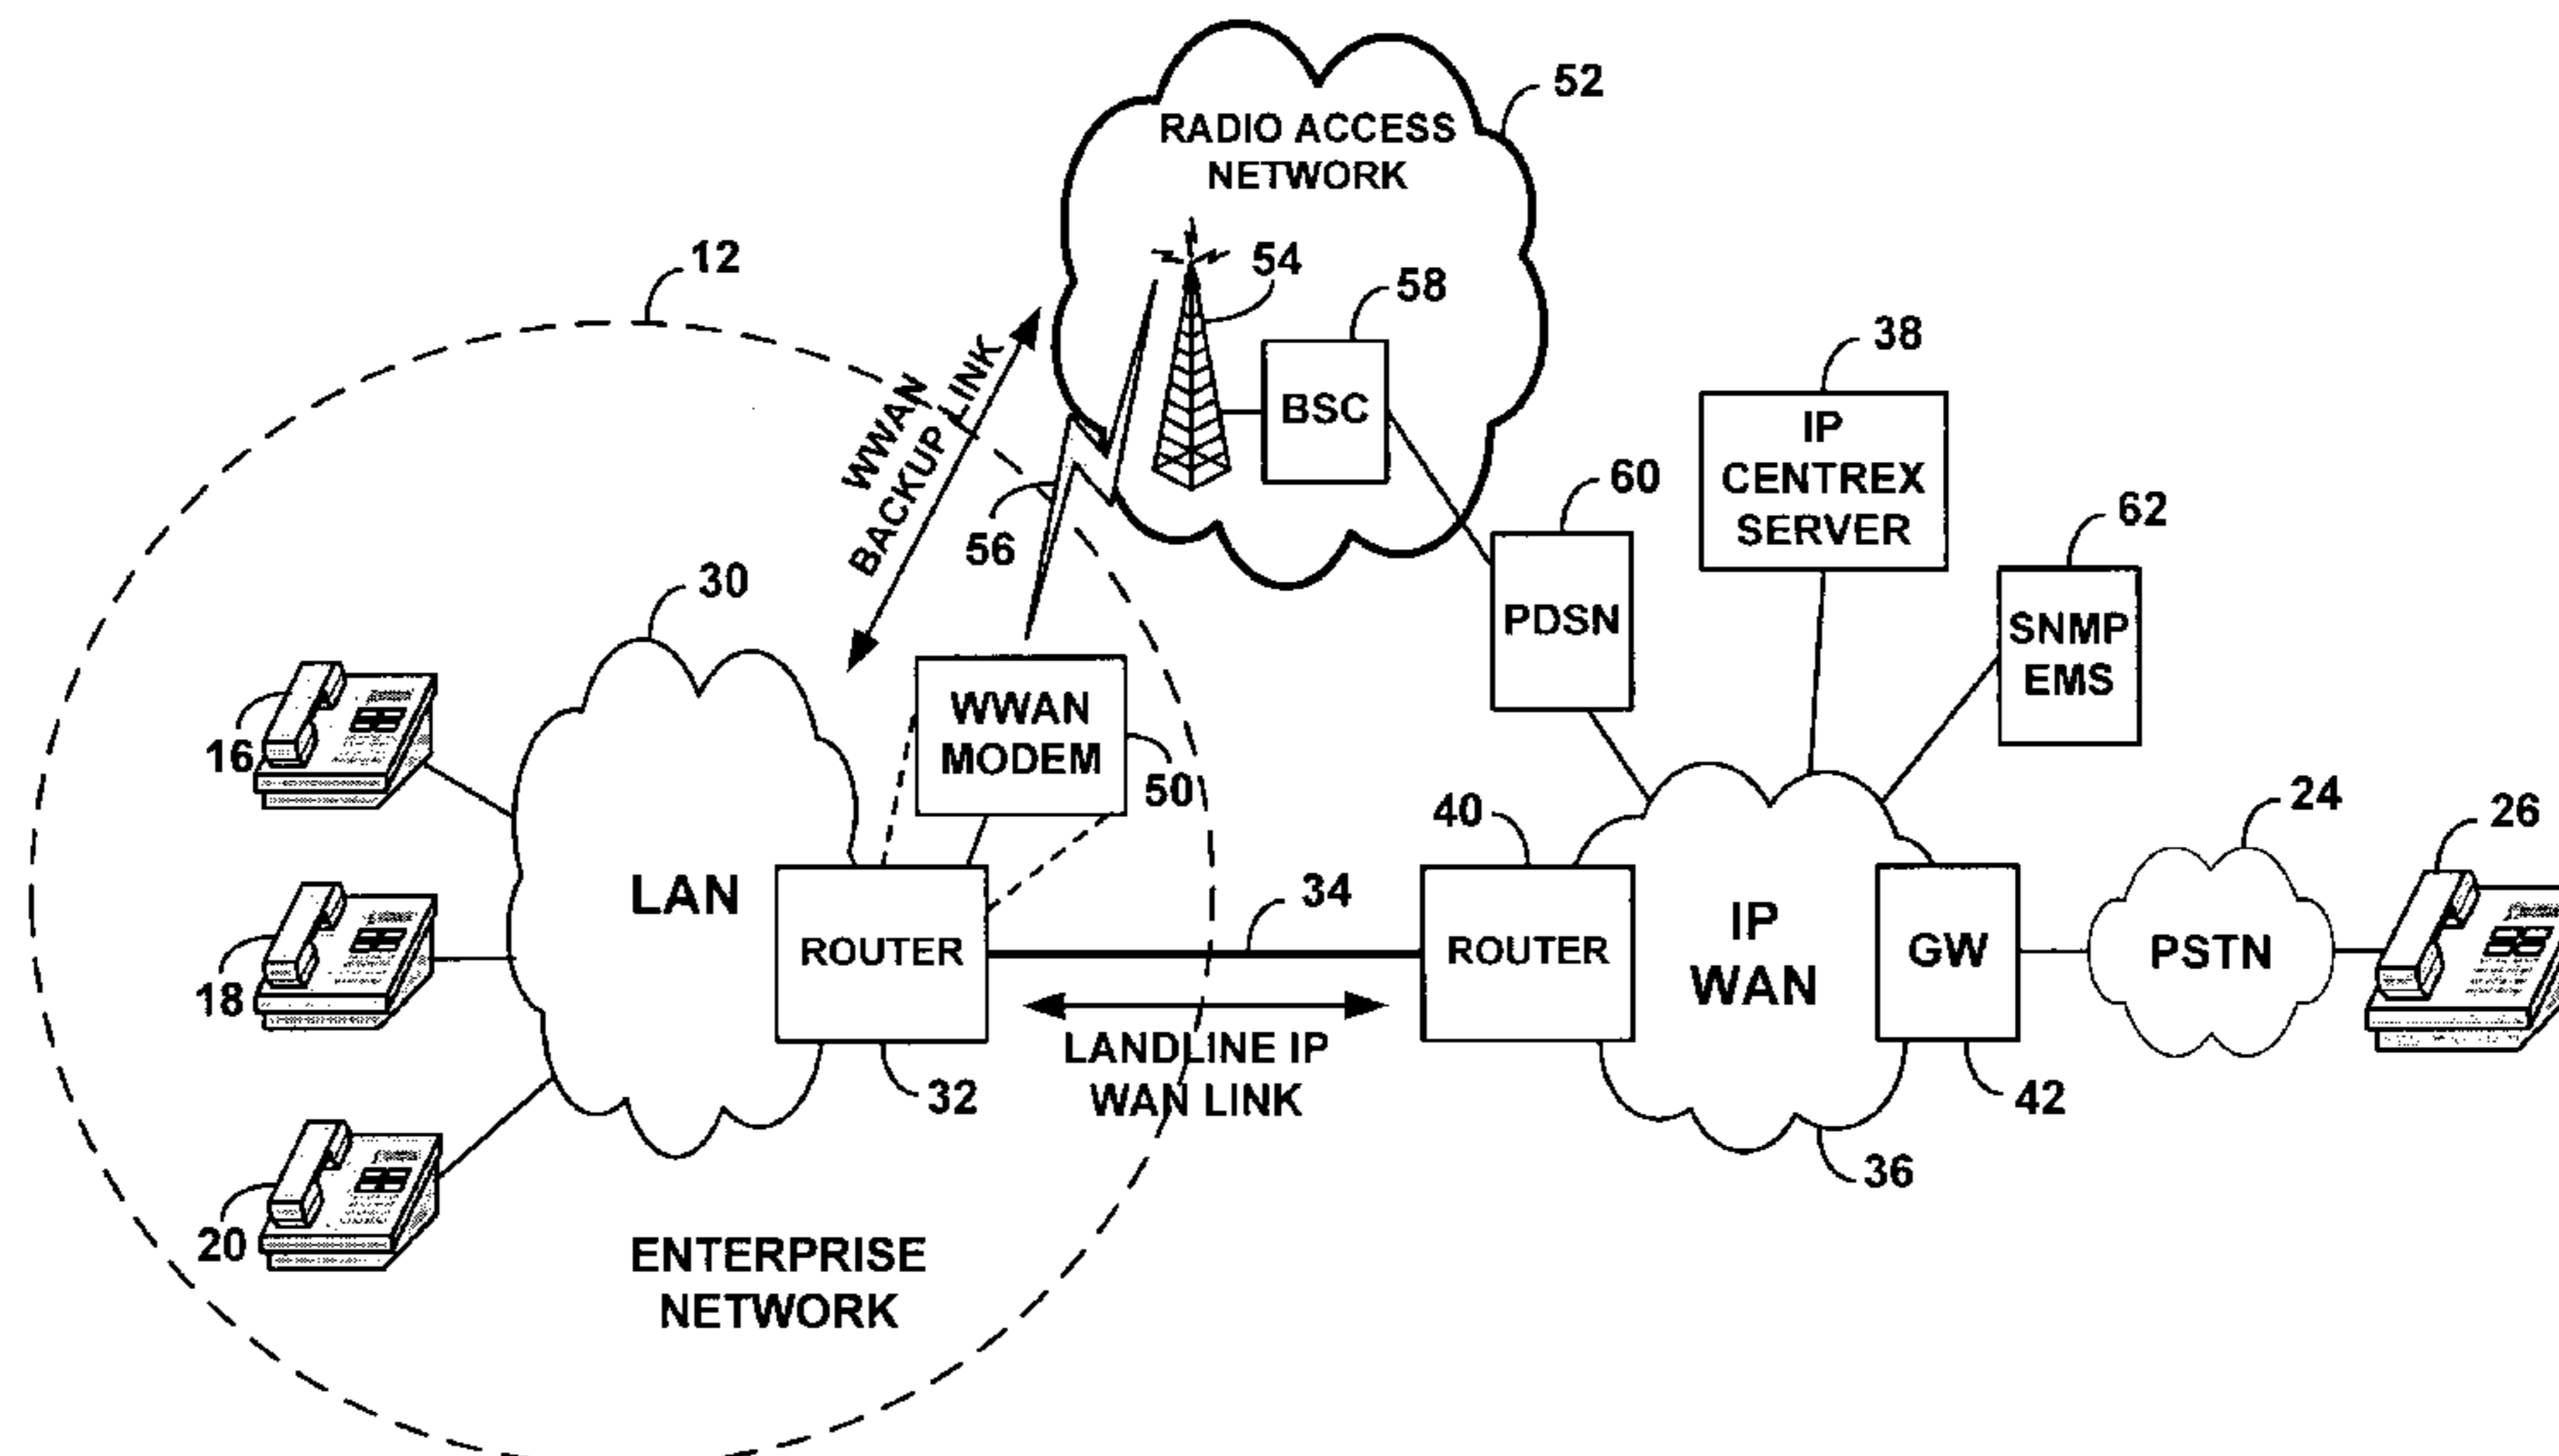 52
RADIO ACCESS
NETWORK
12
54
58
38
WWAN
BACKUP LINK
BSC
IP
CENTREX
SERVER
60
62
56
30
PDSN
SNMP
EMS
16
WWAN
MODEM
50
40
24
26
LAN
34
18
ROUTER
ROUTER
IP
WAN
GW
PSTN
LANDLINE IP
WAN LINK
32
42
36
20
ENTERPRISE
NETWORK